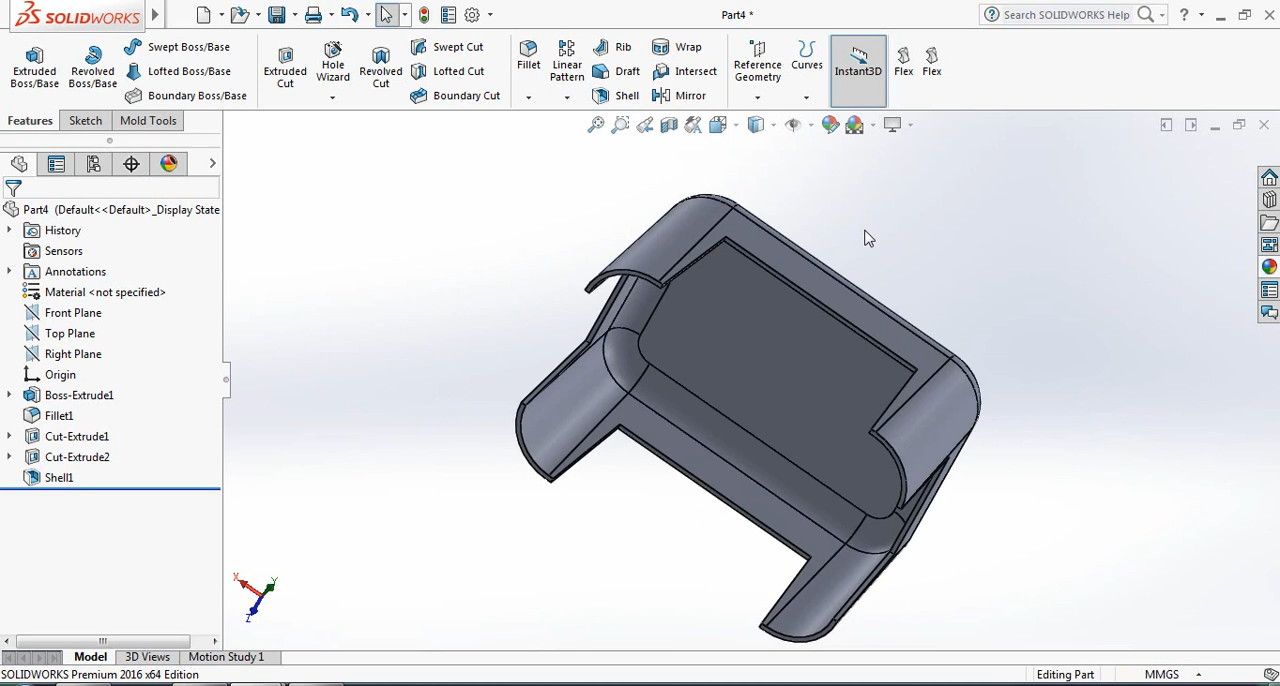 SOLIDWORKS
Part4 *
Search SOLIDWORKS Help
?
Extruded Boss/Base
Revolved Boss/Base
Swept Boss/Base
Lofted Boss/Base
Boundary Boss/Base
Extruded Cut
Hole Wizard
Revolved Cut
Swept Cut
Lofted Cut
Boundary Cut
Fillet
Linear Pattern
Rib
Draft
Shell
Wrap
Intersect
Mirror
Reference Geometry
Curves
Instant3D
Flex
Flex
Features
Sketch
Mold Tools
Part4 (Default<<Default>_Display State
History
Sensors
Annotations
Material <not specified>
Front Plane
Top Plane
Right Plane
Origin
Boss-Extrude1
Fillet1
Cut-Extrude1
Cut-Extrude2
Shell1
X
Y
Z
Model
3D Views
Motion Study 1
SOLIDWORKS Premium 2016 x64 Edition
Editing Part
MMGS